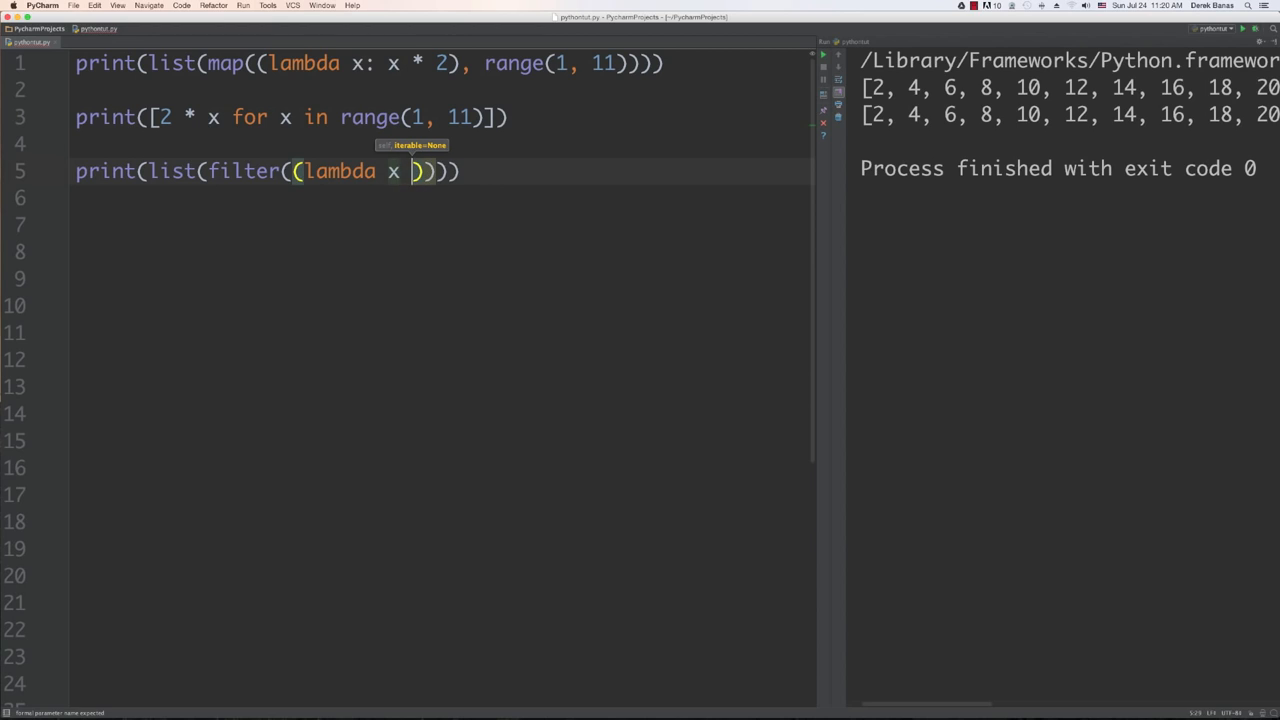 PyCharm File Edit View Navigate Code Refactor Run Tools VCS Window Help
10 Sun Jul 24 11:20 AM Derek Banas
pythontut.py - PycharmProjects - [~/PycharmProjects]
PycharmProjects pythontut.py
pythontut
pythontut.py
Run: pythontut
1 print(list(map((lambda x: x * 2), range(1, 11))))
2
3 print([2 * x for x in range(1, 11)])
4
self, iterable=None
5 print(list(filter((lambda x ))))
6
7
8
9
10
11
12
13
14
15
16
17
18
19
20
21
22
23
24
25
/Library/Frameworks/Python.framewor
[2, 4, 6, 8, 10, 12, 14, 16, 18, 20
[2, 4, 6, 8, 10, 12, 14, 16, 18, 20
Process finished with exit code 0
formal parameter name expected
5:29 LF÷ UTF-8÷